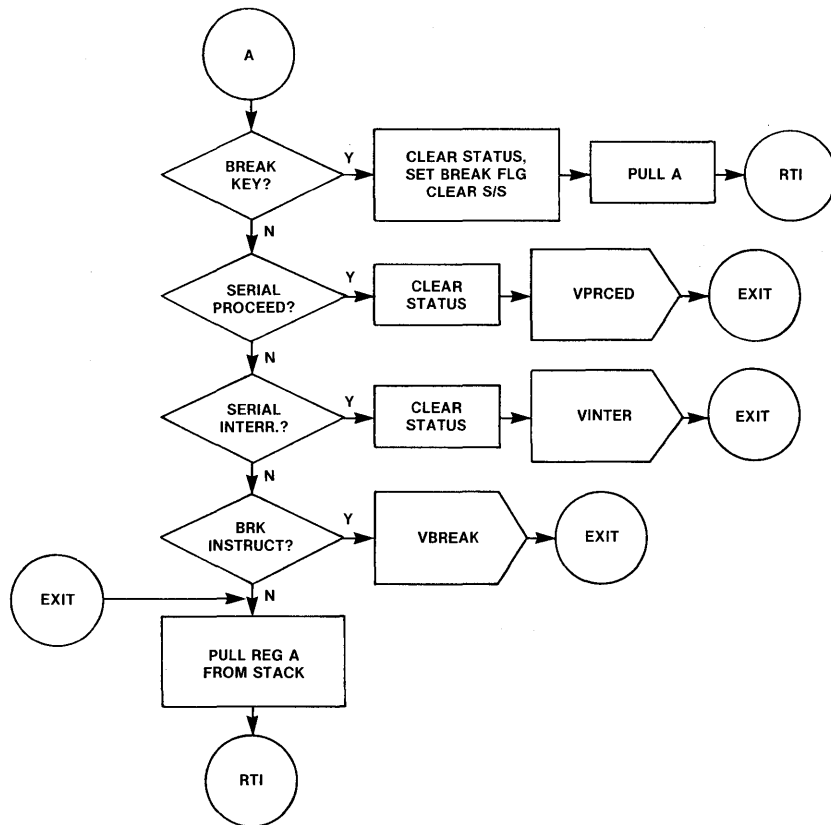 A
BREAK
KEY?
Y
CLEAR STATUS,
SET BREAK FLG
CLEAR S/S
PULL A
RTI
N
SERIAL
PROCEED?
Y
CLEAR
STATUS
VPRCED
EXIT
N
SERIAL
INTERR.?
Y
CLEAR
STATUS
VINTER
EXIT
N
BRK
INSTRUCT?
Y
VBREAK
EXIT
N
EXIT
PULL REG A
FROM STACK
RTI